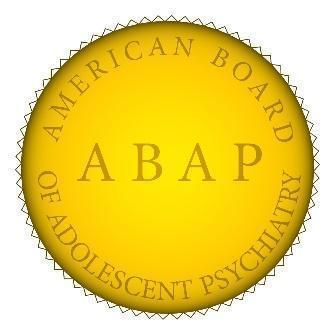 AMERICAN BOARD
ABAP
OF ADOLESCENT PSYCHIATRY